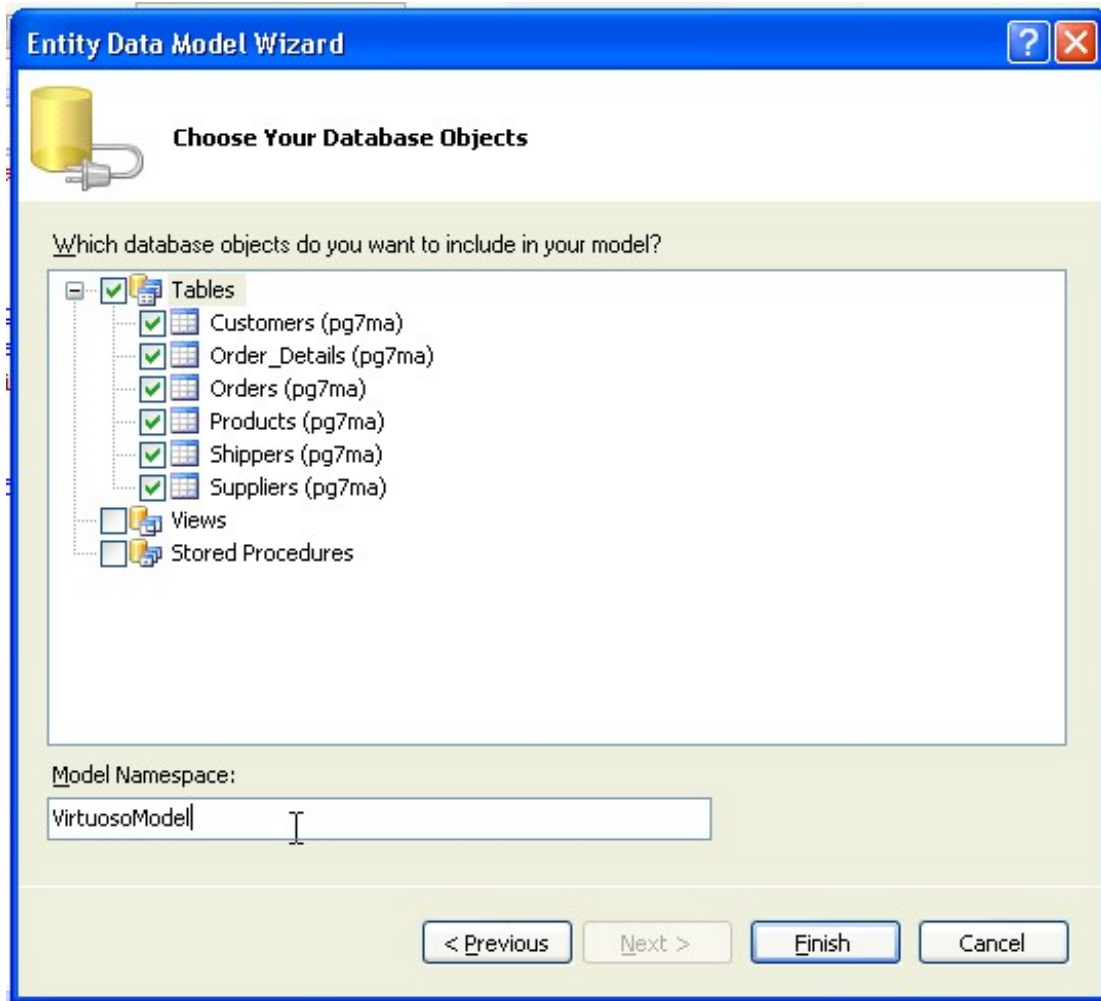 Entity Data Model Wizard
Choose Your Database Objects
Which database objects do you want to include in your model?
Tables
Customers (pg7ma)
Order_Details (pg7ma)
Orders (pg7ma)
Products (pg7ma)
Shippers (pg7ma)
Suppliers (pg7ma)
Views
Stored Procedures
Model Namespace:
VirtuosoModel
< Previous Next > Finish Cancel